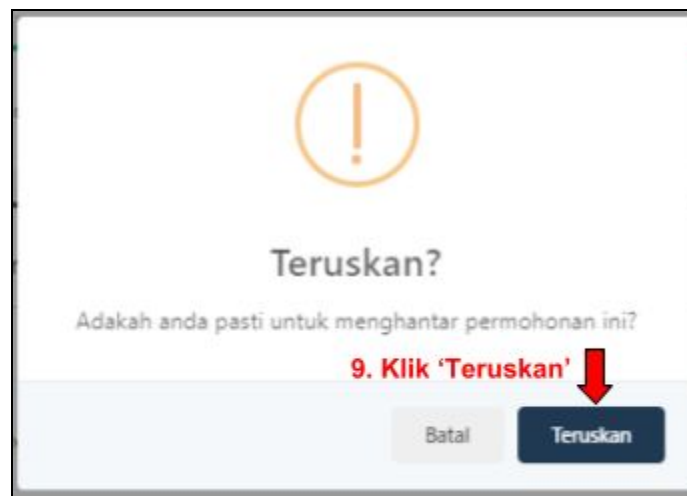 Teruskan?
Adakah anda pasti untuk menghantar permohonan ini?
9. Klik ‘Teruskan’
Batal
Teruskan